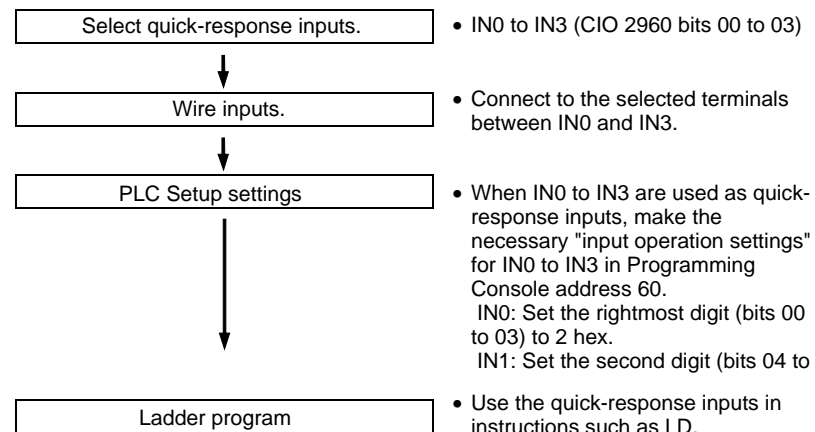 Select quick-response inputs.
• IN0 to IN3 (CIO 2960 bits 00 to 03)
Wire inputs.
• Connect to the selected terminals
between IN0 and IN3.
PLC Setup settings
• When IN0 to IN3 are used as quick-
response inputs, make the
necessary "input operation settings"
for IN0 to IN3 in Programming
Console address 60.
IN0: Set the rightmost digit (bits 00
to 03) to 2 hex.
IN1: Set the second digit (bits 04 to
Ladder program
• Use the quick-response inputs in
instructions such as LD.